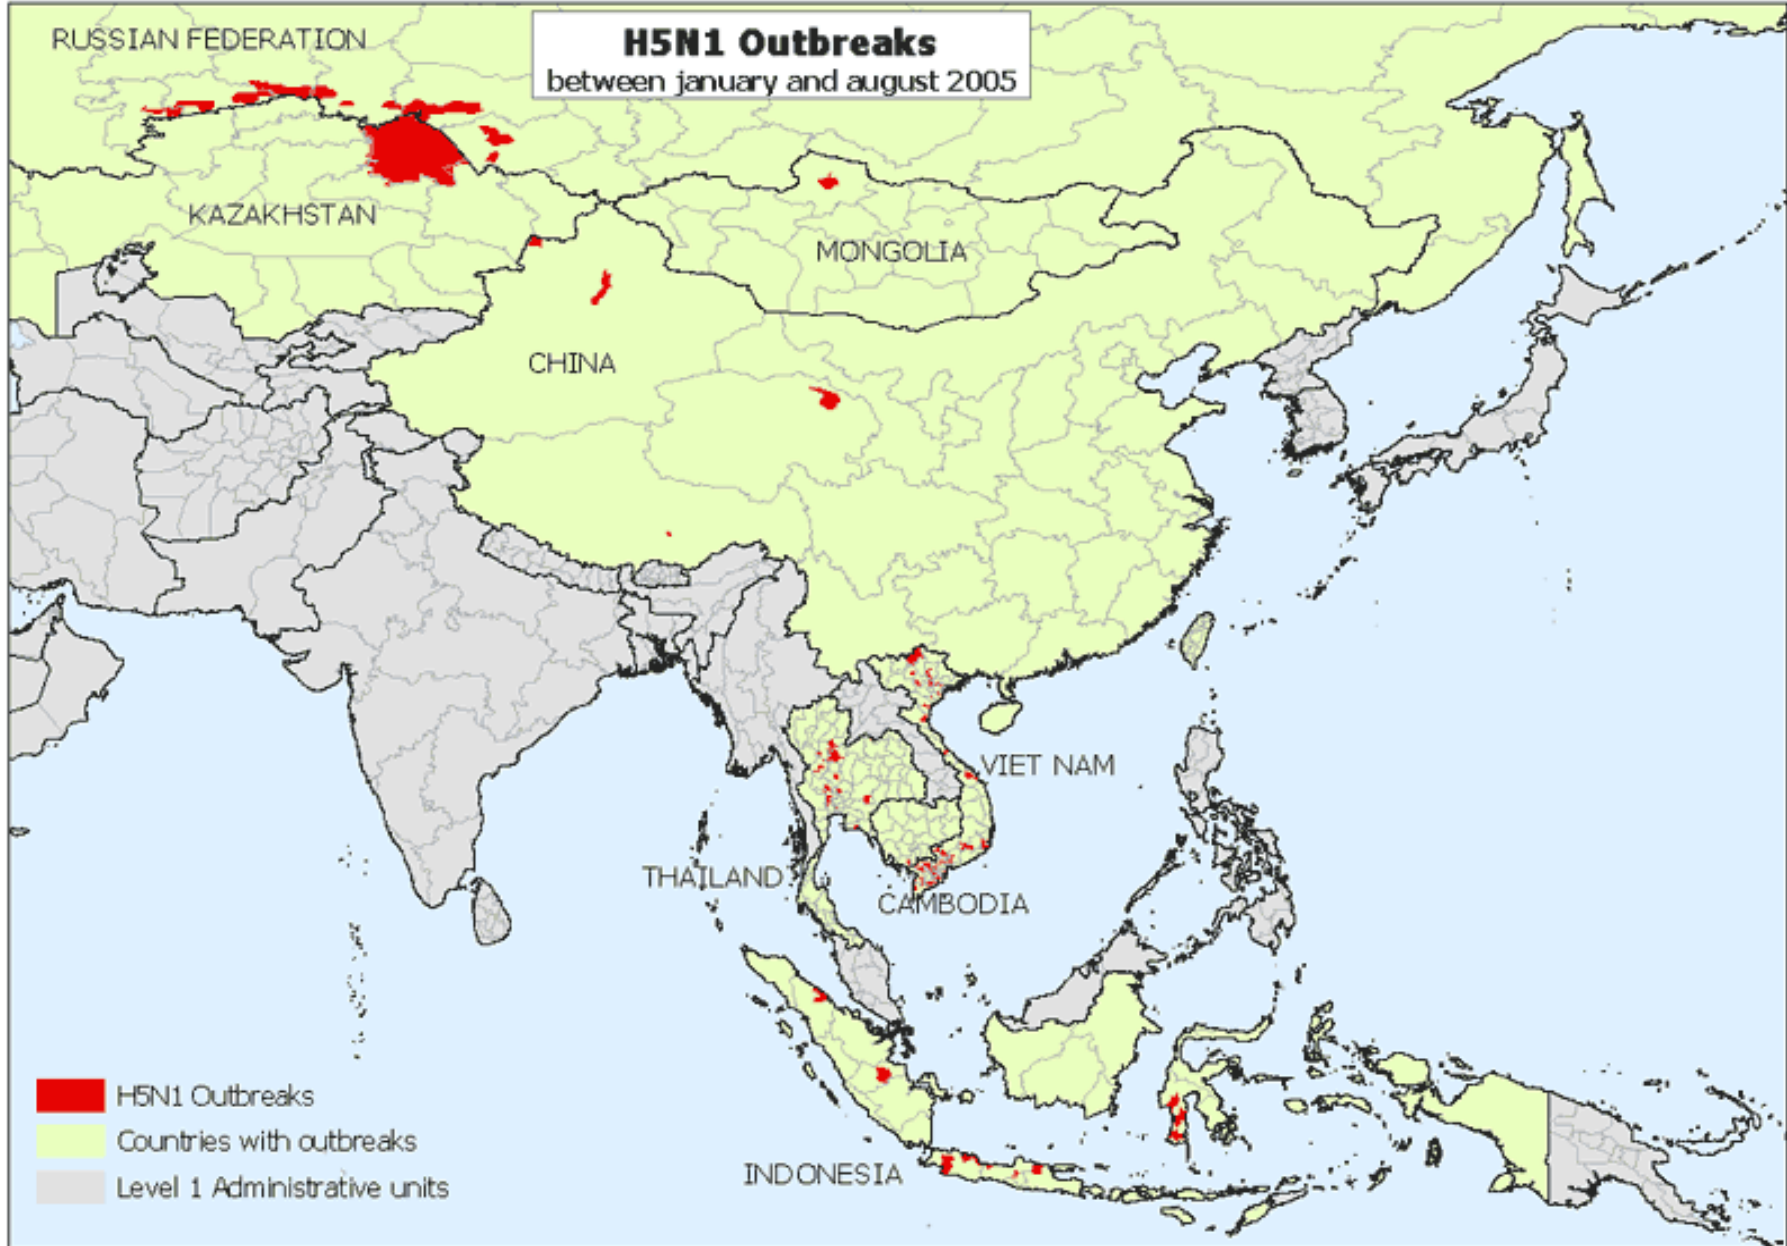 RUSSIAN FEDERATION
H5N1 Outbreaks
between january and august 2005
KAZAKHSTAN
MONGOLIA
CHINA
VIET NAM
THAILAND
CAMBODIA
INDONESIA
H5N1 Outbreaks
Countries with outbreaks
Level 1 Administrative units